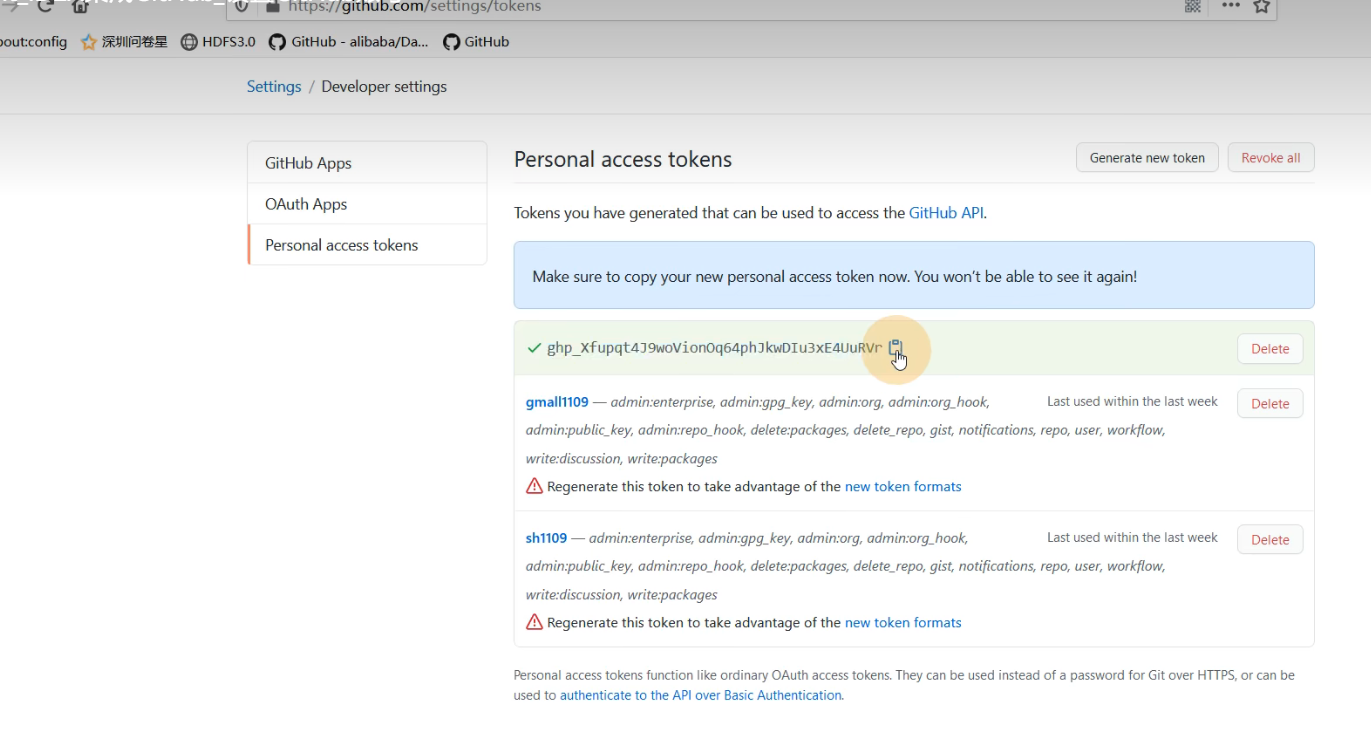 https://github.com/settings/tokens
out:config 深圳问卷星 HDFS3.0 GitHub - alibaba/Da... GitHub
Settings / Developer settings
GitHub Apps
OAuth Apps
Personal access tokens
Personal access tokens
Generate new token
Revoke all
Tokens you have generated that can be used to access the GitHub API.
Make sure to copy your new personal access token now. You won't be able to see it again!
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 Delete
gmall1109 — admin:enterprise, admin:gpg_key, admin:org, admin:org_hook, Last used within the last week Delete
admin:public_key, admin:repo_hook, delete:packages, delete_repo, gist, notifications, repo, user, workflow,
write:discussion, write:packages
Regenerate this token to take advantage of the new token formats
sh1109 — admin:enterprise, admin:gpg_key, admin:org, admin:org_hook, Last used within the last week Delete
admin:public_key, admin:repo_hook, delete:packages, delete_repo, gist, notifications, repo, user, workflow,
write:discussion, write:packages
Regenerate this token to take advantage of the new token formats
Personal access tokens function like ordinary OAuth access tokens. They can be used instead of a password for Git over HTTPS, or can be
used to authenticate to the API over Basic Authentication.